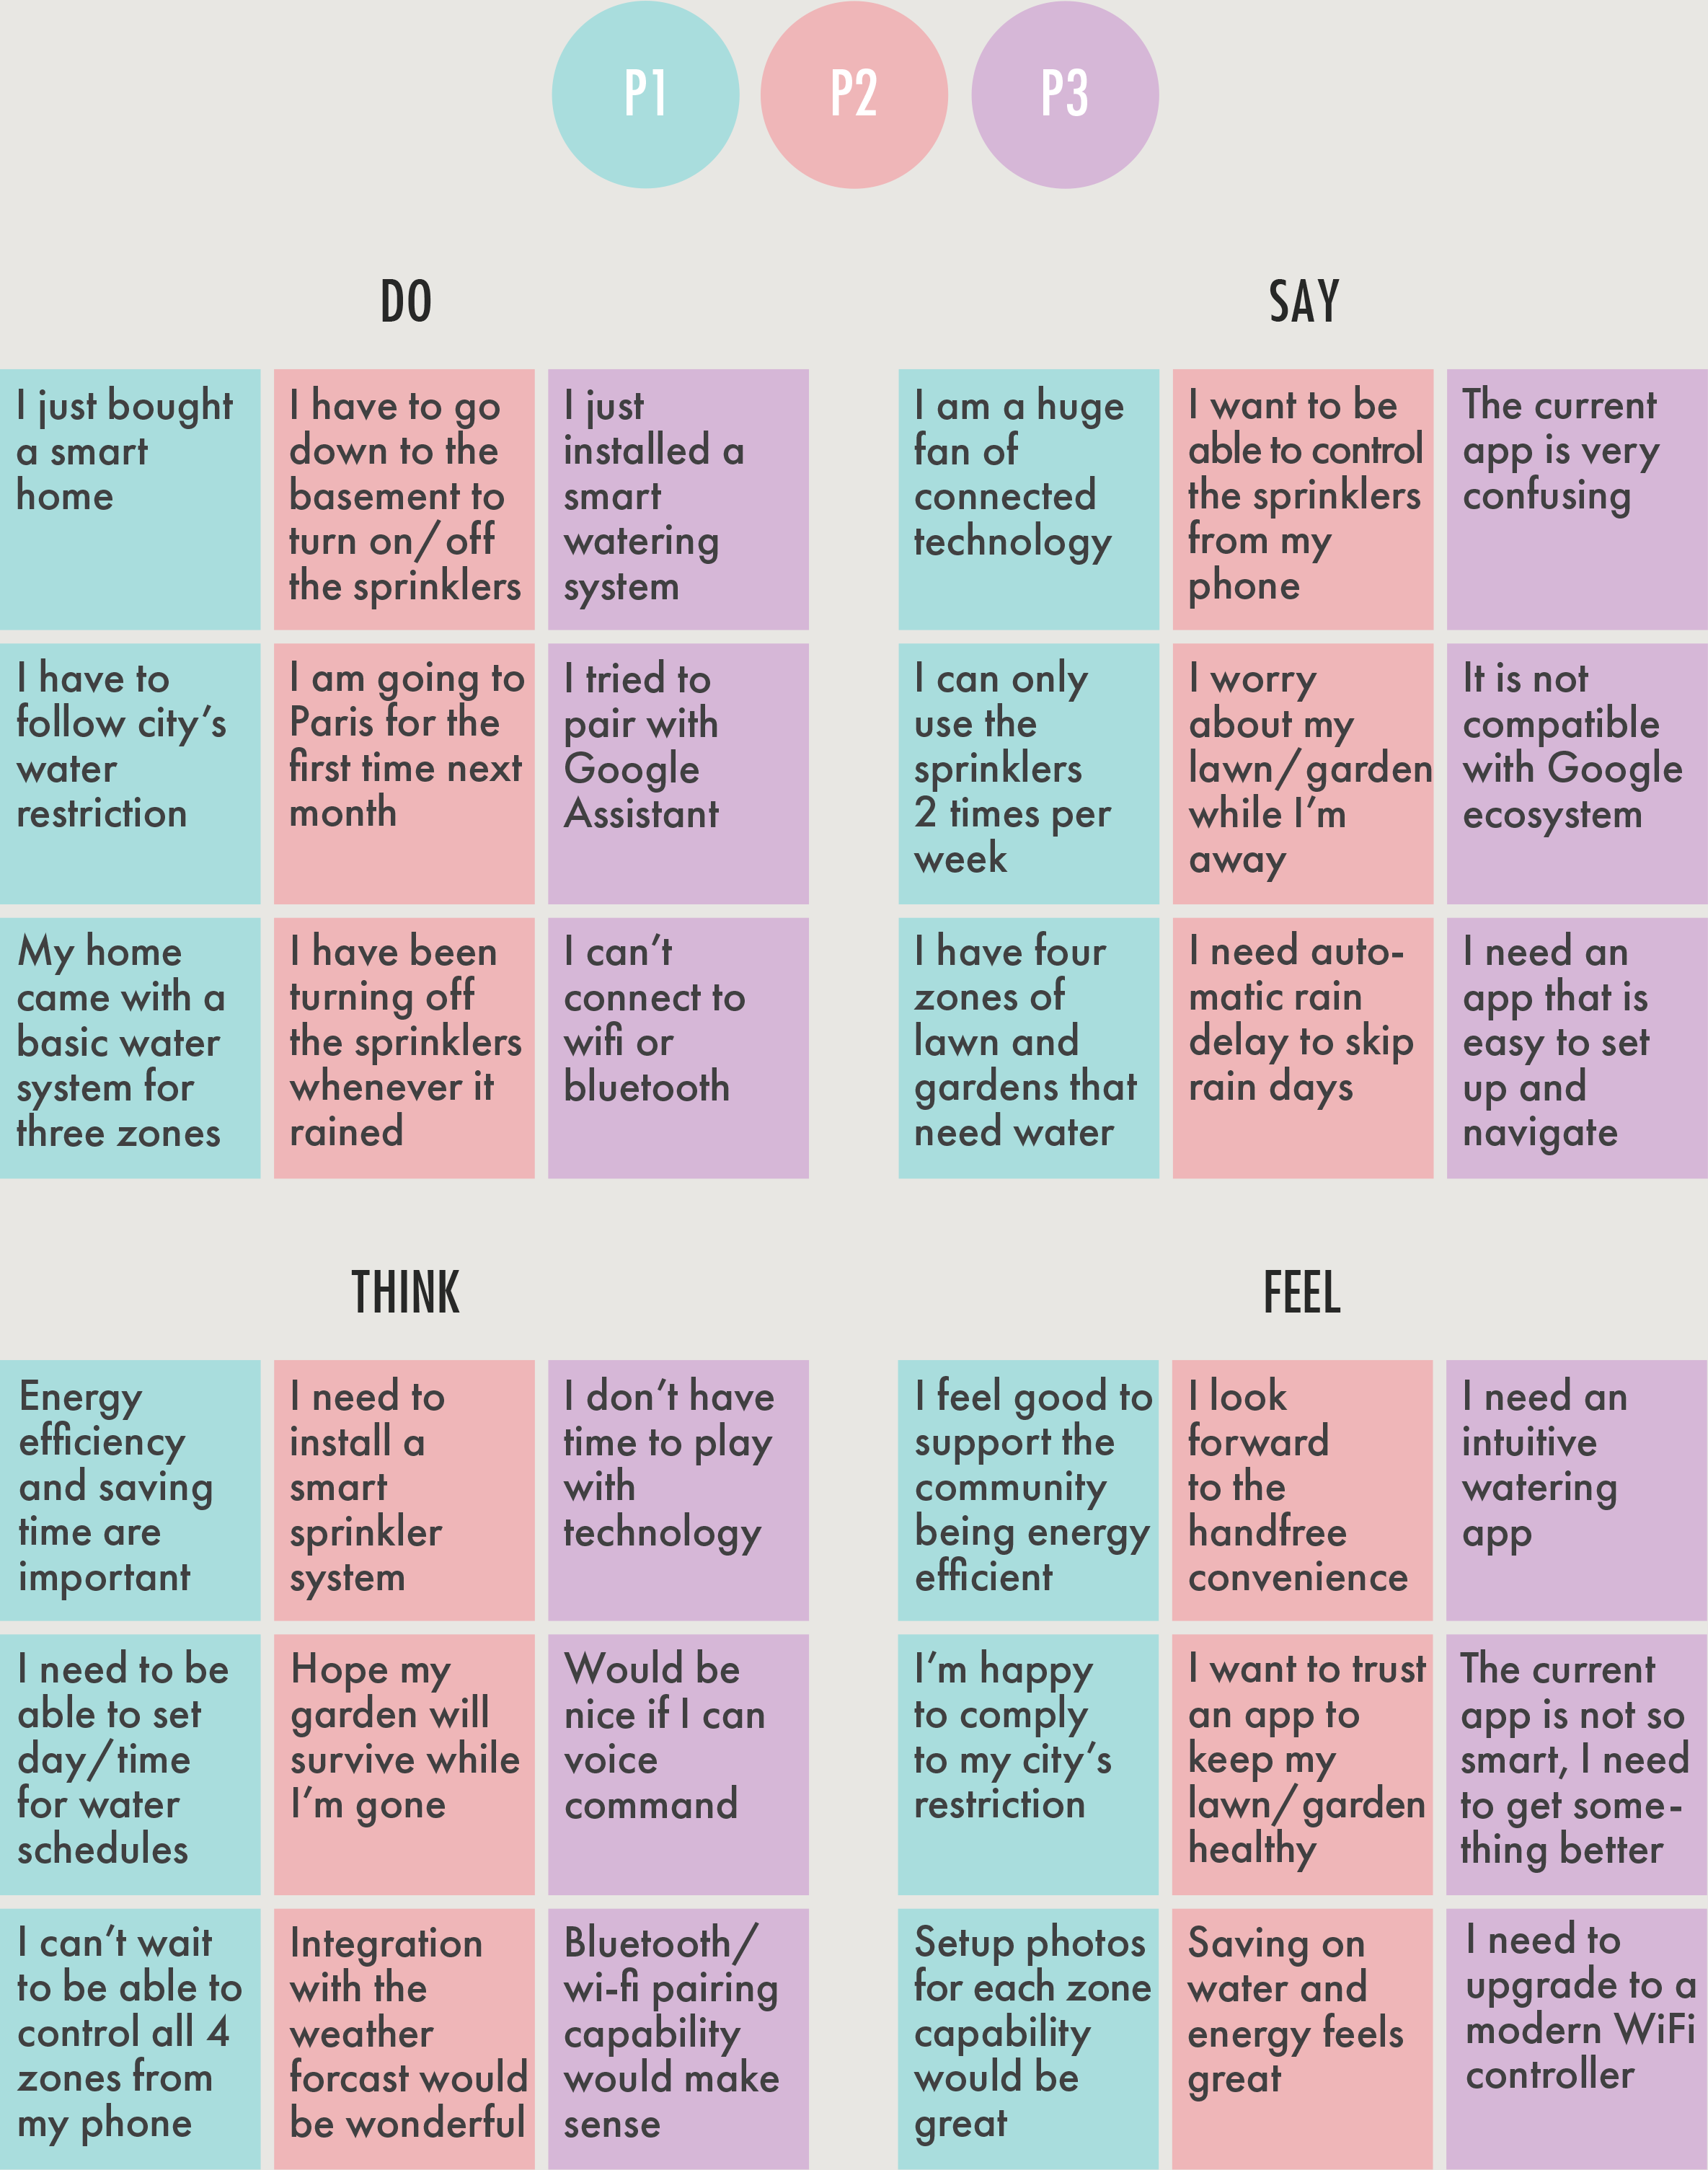 P1
P2
P3
DO
I just bought
a smart
home
I have to go
down to the
basement to
turn on/off
the sprinklers
I just
installed a
smart
watering
system
I have to
follow city's
water
restriction
I am going to
Paris for the
first time next
month
I tried to
pair with
Google
Assistant
My home
came with a
basic water
system for
three zones
I have been
turning off
the sprinklers
whenever it
rained
I can't
connect to
wifi or
bluetooth
SAY
I am a huge
fan of
connected
technology
I want to be
able to control
the sprinklers
from my
phone
The current
app is very
confusing
I can only
use the
sprinklers
2 times per
week
I worry
about my
lawn/garden
while I'm
away
It is not
compatible
with Google
ecosystem
I have four
zones of
lawn and
gardens that
need water
I need auto-
matic rain
delay to skip
rain days
I need an
app that is
easy to set
up and
navigate
THINK
Energy
efficiency
and saving
time are
important
I need to
install a
smart
sprinkler
system
I don't have
time to play
with
technology
I need to be
able to set
day/time
for water
schedules
Hope my
garden will
survive while
I'm gone
Would be
nice if I can
voice
command
I can't wait
to be able to
control all 4
zones from
my phone
Integration
with the
weather
forcast would
be wonderful
Bluetooth/
wi-fi pairing
capability
would make
sense
FEEL
I feel good to
support the
community
being energy
efficient
I look
forward
to the
handfree
convenience
I need an
intuitive
watering
app
I'm happy
to comply
to my city's
restriction
I want to trust
an app to
keep my
lawn/garden
healthy
The current
app is not so
smart, I need
to get some-
thing better
Setup photos
for each zone
capability
would be
great
Saving on
water and
energy feels
great
I need to
upgrade to a
modern WiFi
controller